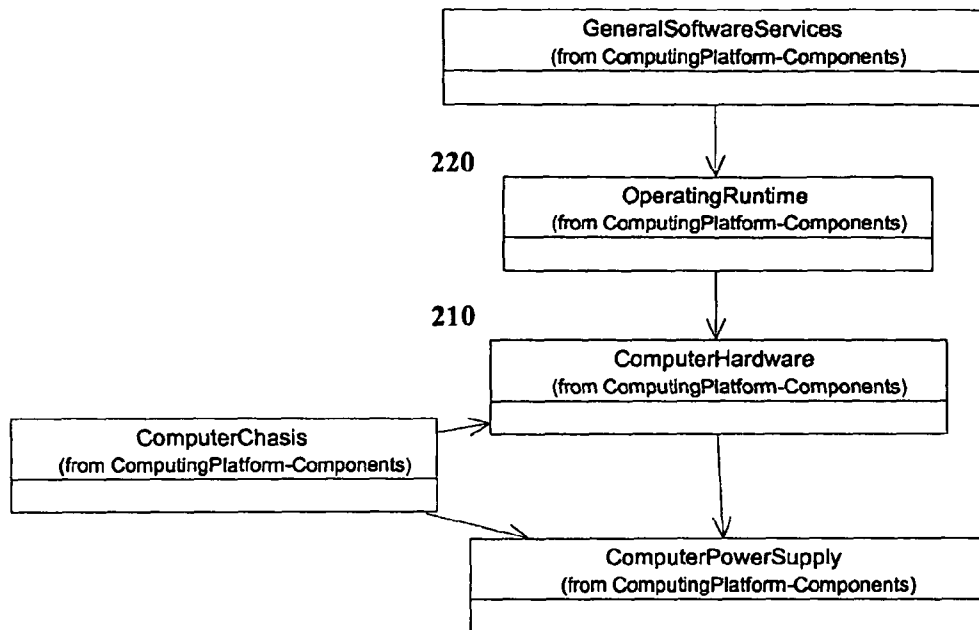 GeneralSoftwareServices
(from ComputingPlatform-Components)
220
OperatingRuntime
(from ComputingPlatform-Components)
210
ComputerHardware
(from ComputingPlatform-Components)
ComputerChasis
(from ComputingPlatform-Components)
ComputerPowerSupply
(from ComputingPlatform-Components)